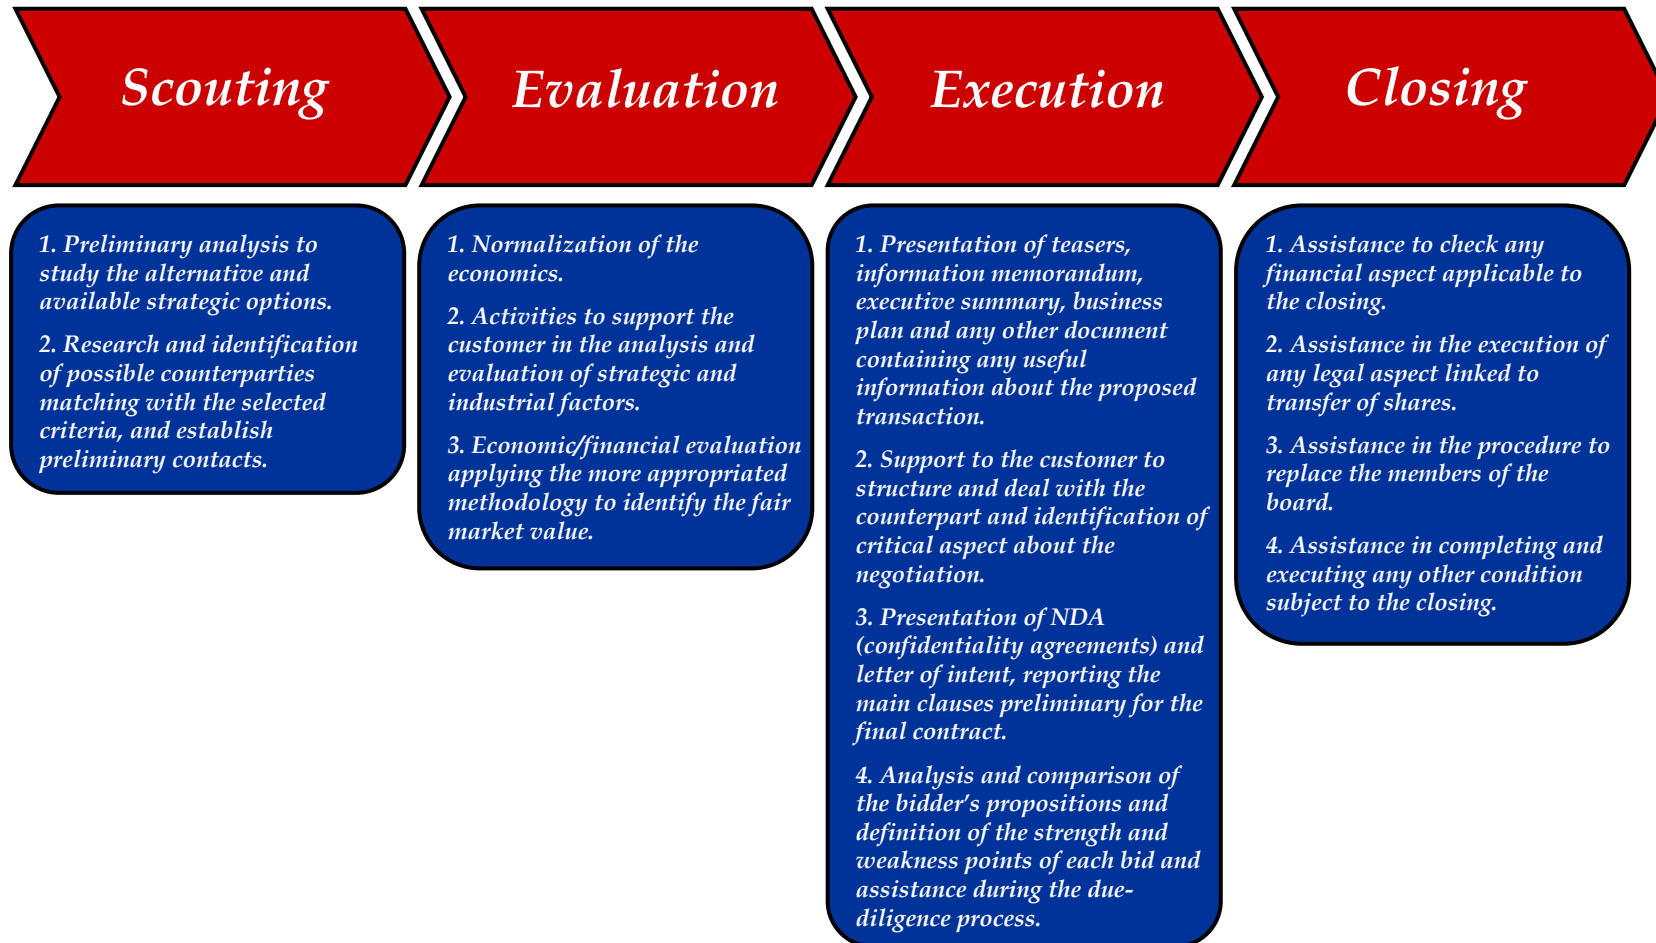 Scouting
Evaluation
Execution
Closing
1. Preliminary analysis to
study the alternative and
available strategic options.
2. Research and identification
of possible counterparties
matching with the selected
criteria, and establish
preliminary contacts.
1. Normalization of the
economics.
2. Activities to support the
customer in the analysis and
evaluation of strategic and
industrial factors.
3. Economic/financial evaluation
applying the more appropriated
methodology to identify the fair
market value.
1. Presentation of teasers,
information memorandum,
executive summary, business
plan and any other document
containing any useful
information about the proposed
transaction.
2. Support to the customer to
structure and deal with the
counterpart and identification of
critical aspect about the
negotiation.
3. Presentation of NDA
(confidentiality agreements) and
letter of intent, reporting the
main clauses preliminary for the
final contract.
4. Analysis and comparison of
the bidder’s propositions and
definition of the strength and
weakness points of each bid and
assistance during the due-
diligence process.
1. Assistance to check any
financial aspect applicable to
the closing.
2. Assistance in the execution of
any legal aspect linked to
transfer of shares.
3. Assistance in the procedure to
replace the members of the
board.
4. Assistance in completing and
executing any other condition
subject to the closing.